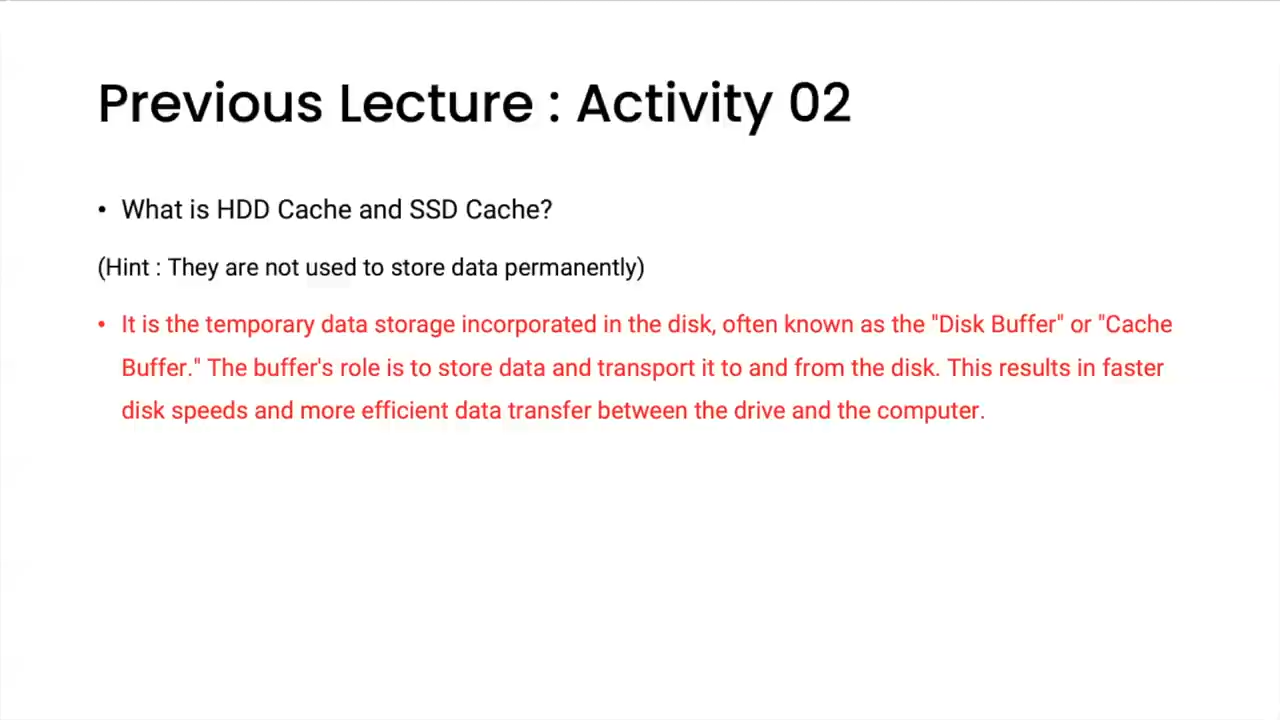 Previous Lecture : Activity 02
• What is HDD Cache and SSD Cache?
(Hint : They are not used to store data permanently)
• It is the temporary data storage incorporated in the disk, often known as the "Disk Buffer" or "Cache
Buffer." The buffer's role is to store data and transport it to and from the disk. This results in faster
disk speeds and more efficient data transfer between the drive and the computer.